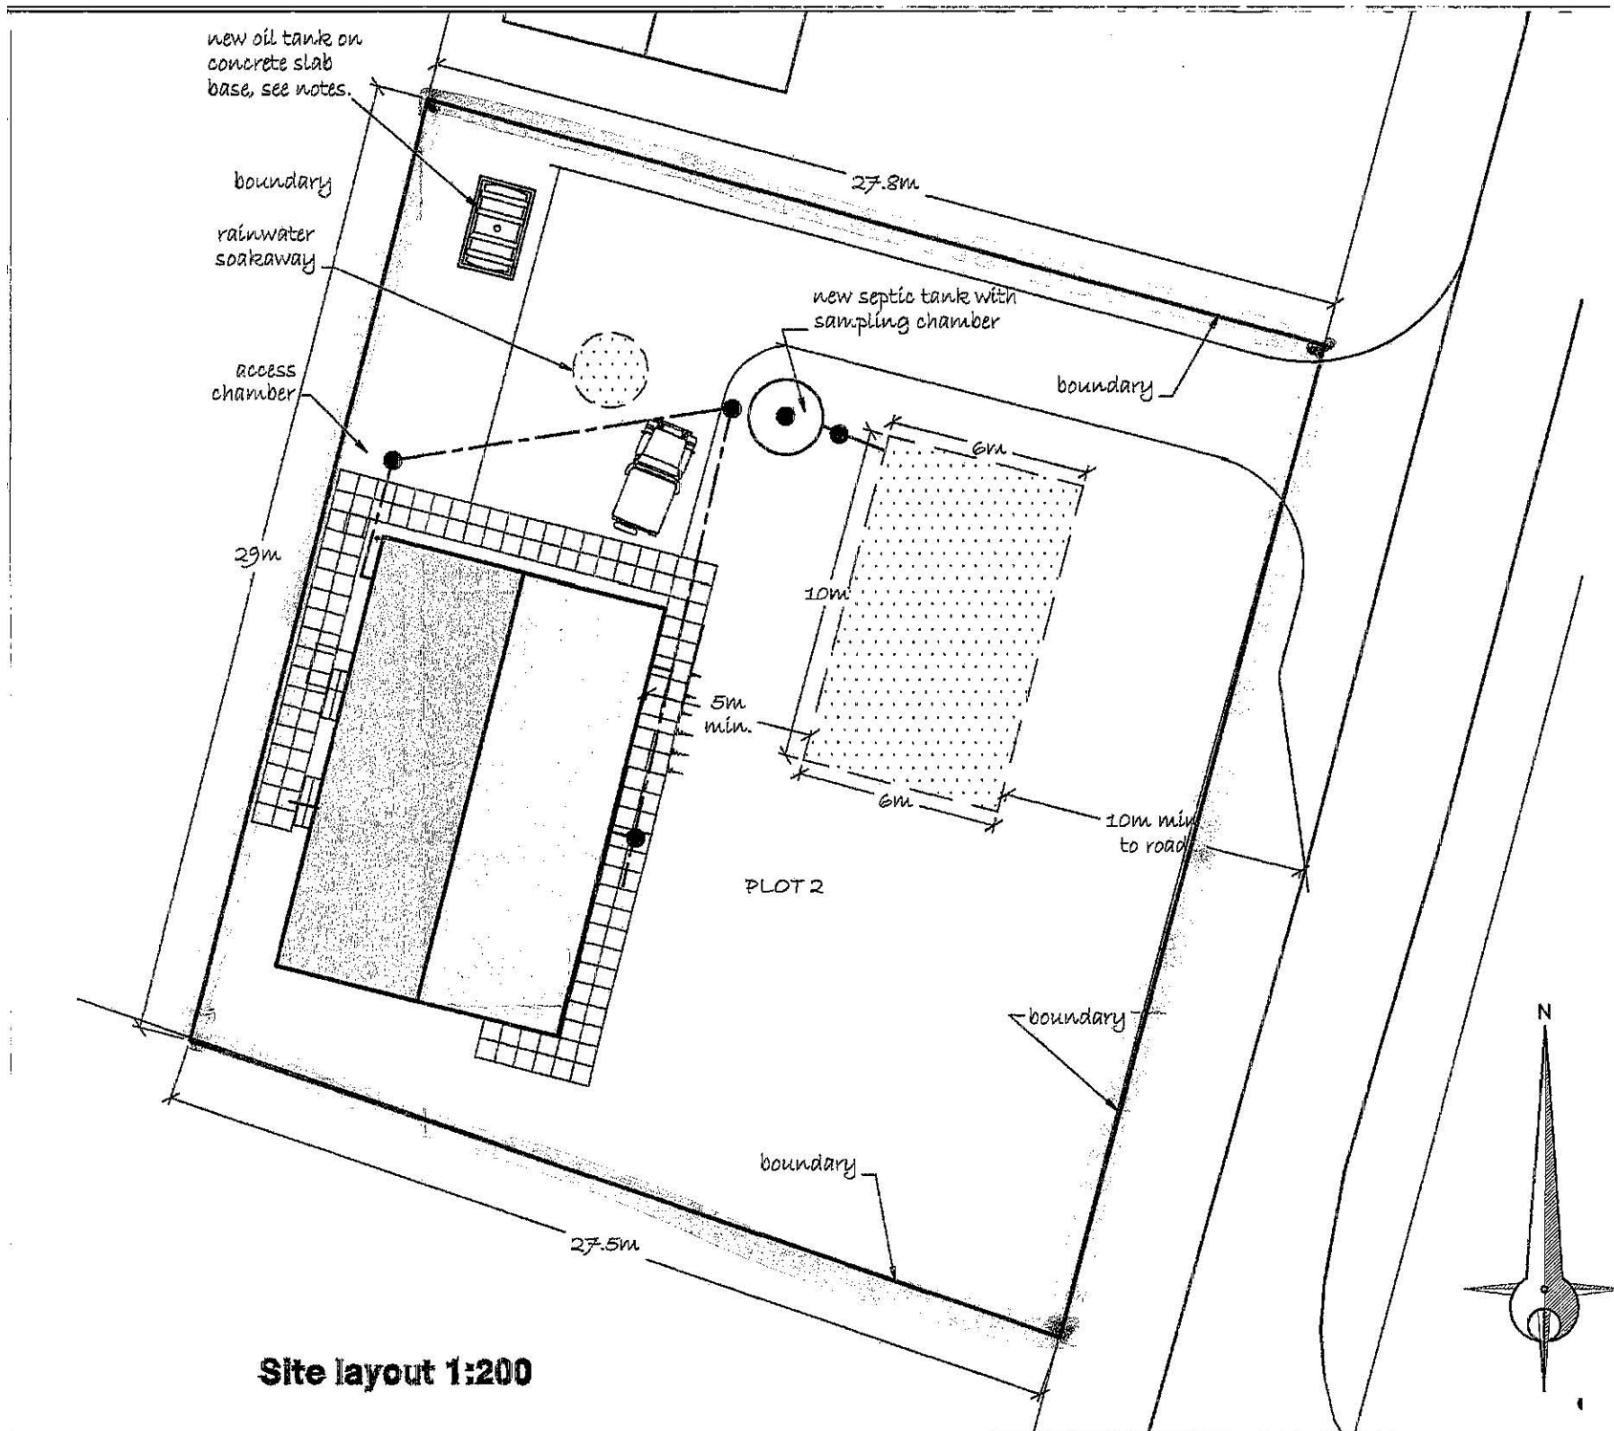 new oil tank on
concrete slab
base, see notes.
boundary
27.8m
rainwater
soakaway
new septic tank with
sampling chamber
access
chamber
boundary
6m
29m
10m
5m
min.
6m
10m min
to road
PLOT 2
boundary
N
boundary
27.5m
Site layout 1:200